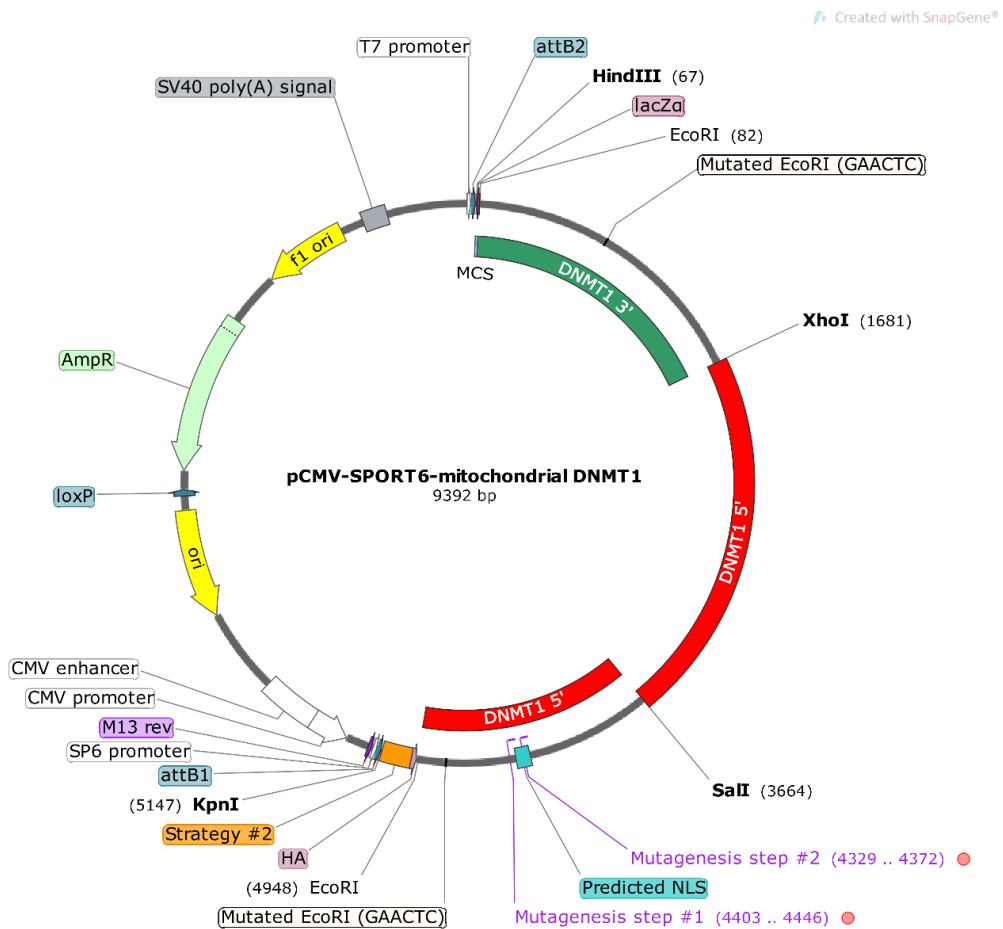 Created with SnapGene®
T7 promoter
attB2
HindIII (67)
SV40 poly(A) signal
lacZα
EcoRI (82)
Mutated EcoRI (GAACTC)
f1 ori
MCS
DNMT1 3'
XhoI (1681)
AmpR
pCMV-SPORT6-mitochondrial DNMT1
9392 bp
loxP
DNMT1 5'
ori
CMV enhancer
CMV promoter
M13 rev
SP6 promoter
attB1
(5147) KpnI
DNMT1 5'
SalI (3664)
Strategy #2
HA
Mutagenesis step #2 (4329 .. 4372)
(4948) EcoRI
Predicted NLS
Mutated EcoRI (GAACTC)
Mutagenesis step #1 (4403 .. 4446)